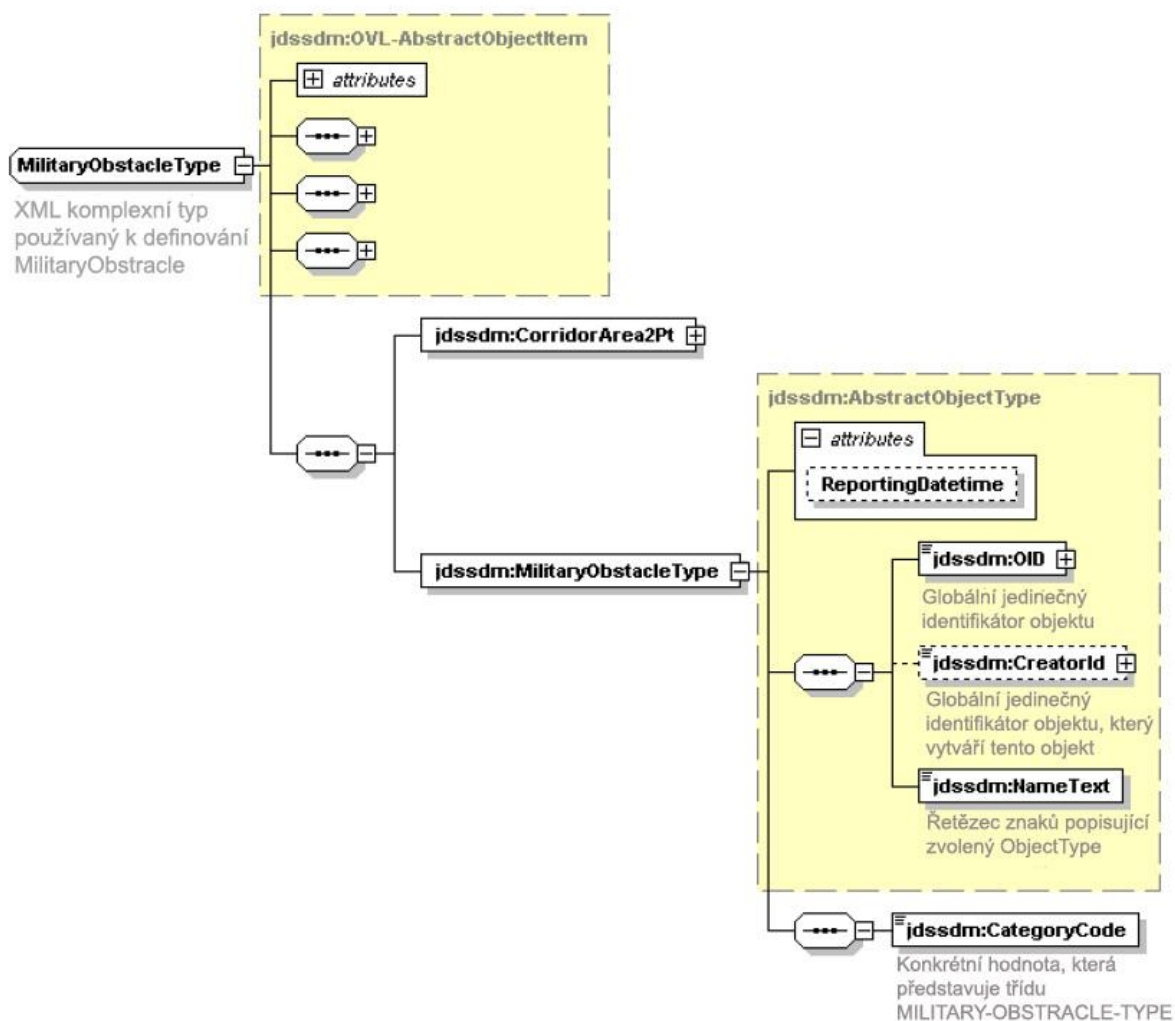 jdssdm:OVL-AbstractObjectItem
attributes
MilitaryObstacleType
XML komplexní typ
používaný k definování
MilitaryObstracle
jdssdm:CorridorArea2Pt
jdssdm:AbstractObjectType
attributes
ReportingDatetime
jdssdm:MilitaryObstacleType
jdssdm:OID
Globální jedinečný
identifikátor objektu
jdssdm:CreatorId
Globální jedinečný
identifikátor objektu, který
vytváří tento objekt
jdssdm:NameText
Řetězec znaků popisující
zvolený ObjectType
jdssdm:CategoryCode
Konkrétní hodnota, která
představuje třídu
MILITARY-OBSTRACLE-TYPE